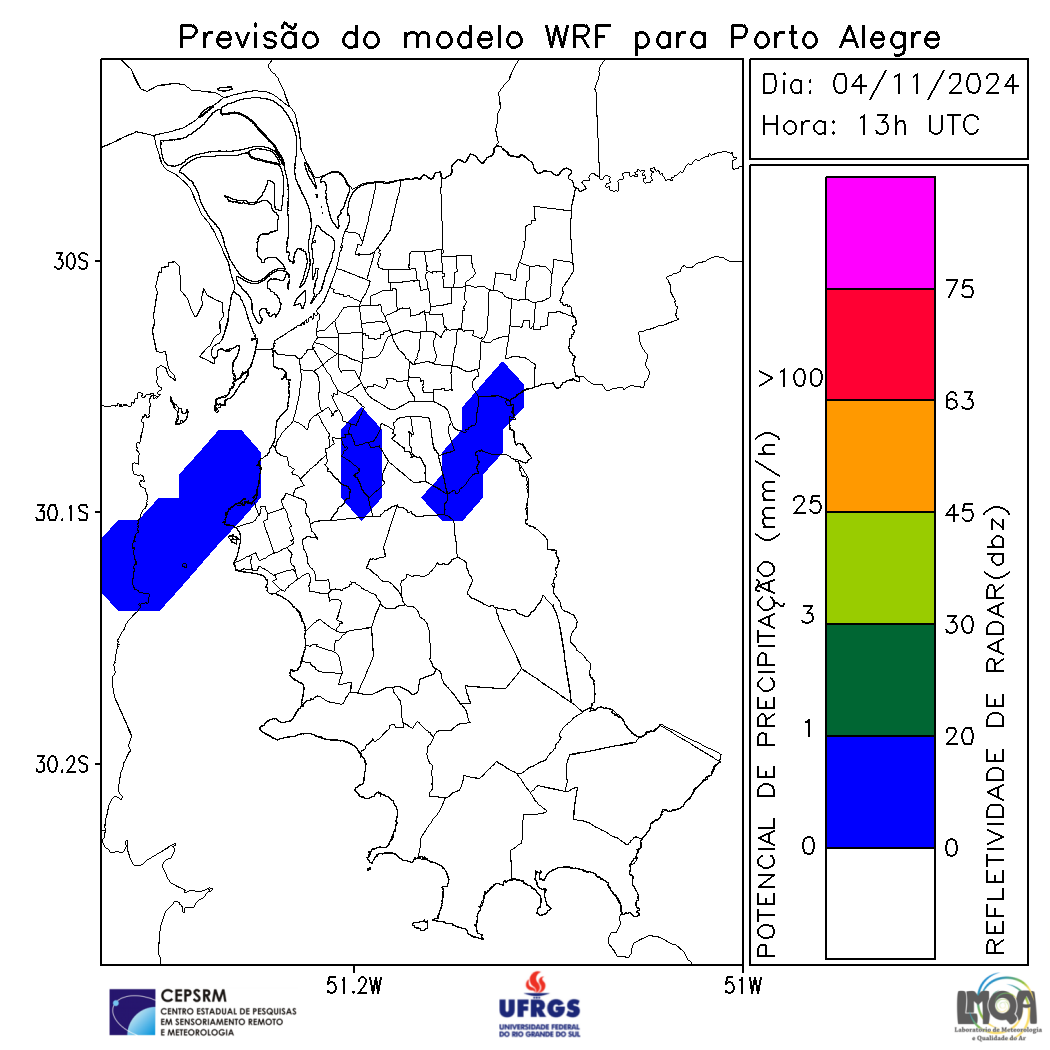 Previsão do modelo WRF para Porto Alegre
Dia: 04/11/2024
Hora: 13h UTC
30S
30.1S
30.2S
51.2W
51W
POTENCIAL DE PRECIPITAÇÃO (mm/h)
>100
25
3
1
0
75
63
45
30
20
0
REFLETIVIDADE DE RADAR(dbz)
CEPSRM
CENTRO ESTADUAL DE PESQUISAS
EM SENSORIAMENTO REMOTO
E METEOROLOGIA
UFRGS
UNIVERSIDADE FEDERAL
DO RIO GRANDE DO SUL
LMQA
Laboratório de Meteorologia
e Qualidade do Ar